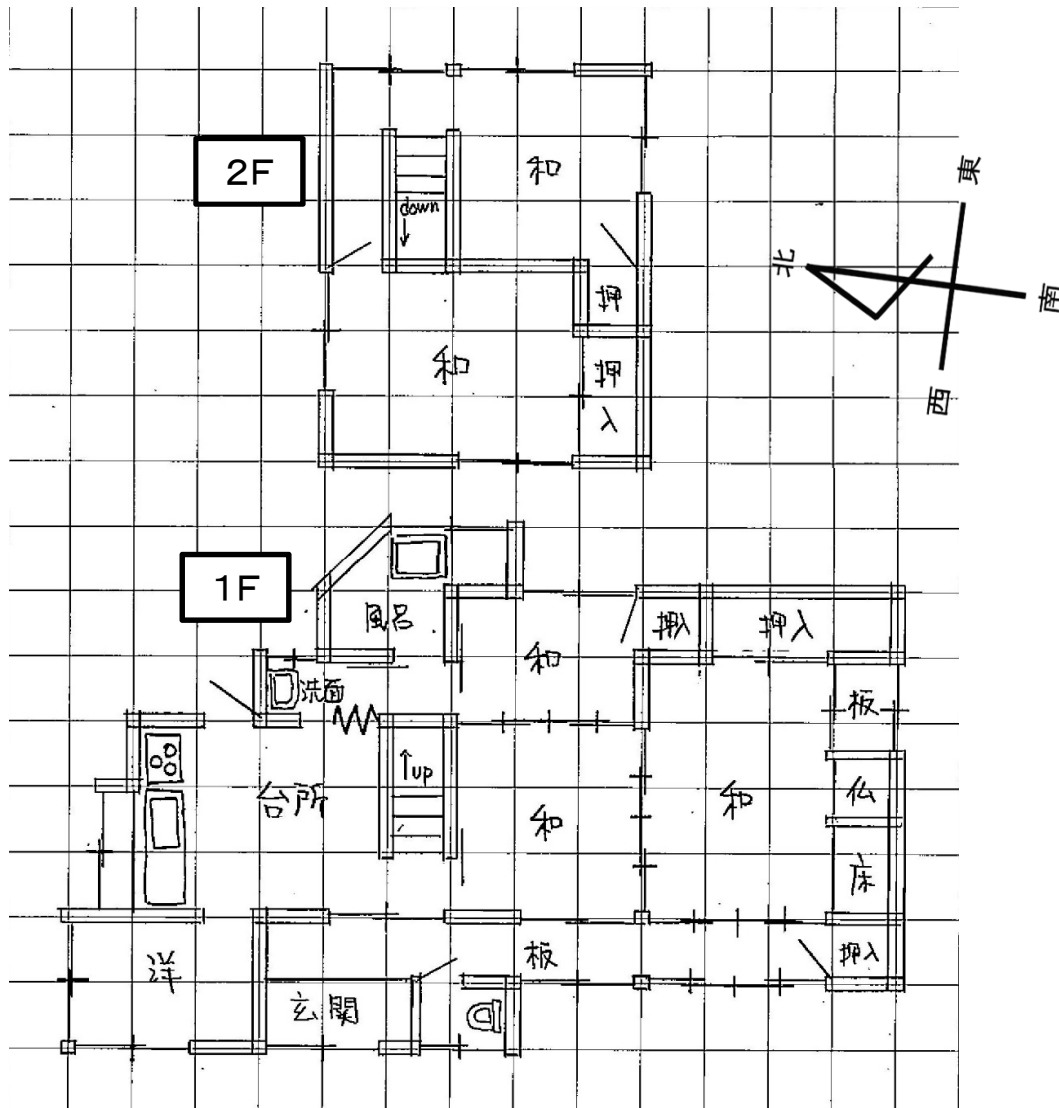 2F
和
down
↓
押
和
押
入
東
北
南
西
1F
風呂
和
押入
押入
洗面
板
↑up
台所
和
和
仏
床
洋
板
押入
玄関